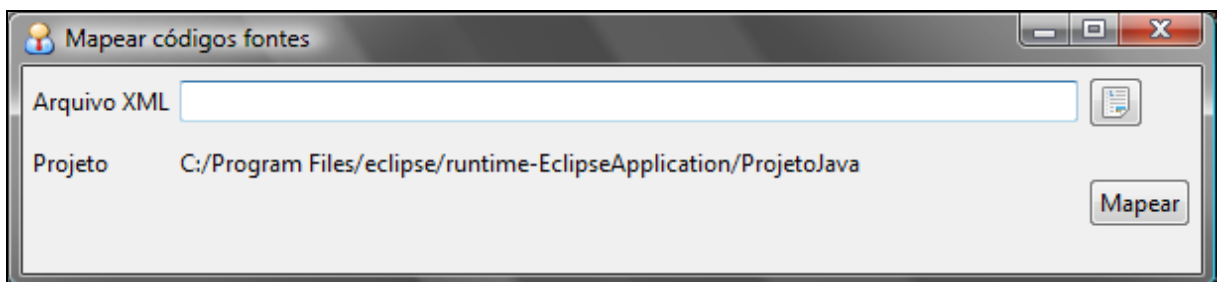 Mapear códigos fontes
Arquivo XML
Projeto C:/Program Files/eclipse/runtime-EclipseApplication/ProjetoJava
Mapear